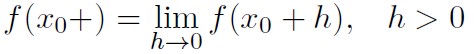 f(x₀+) = lim_{h→0} f(x₀ + h),   h > 0